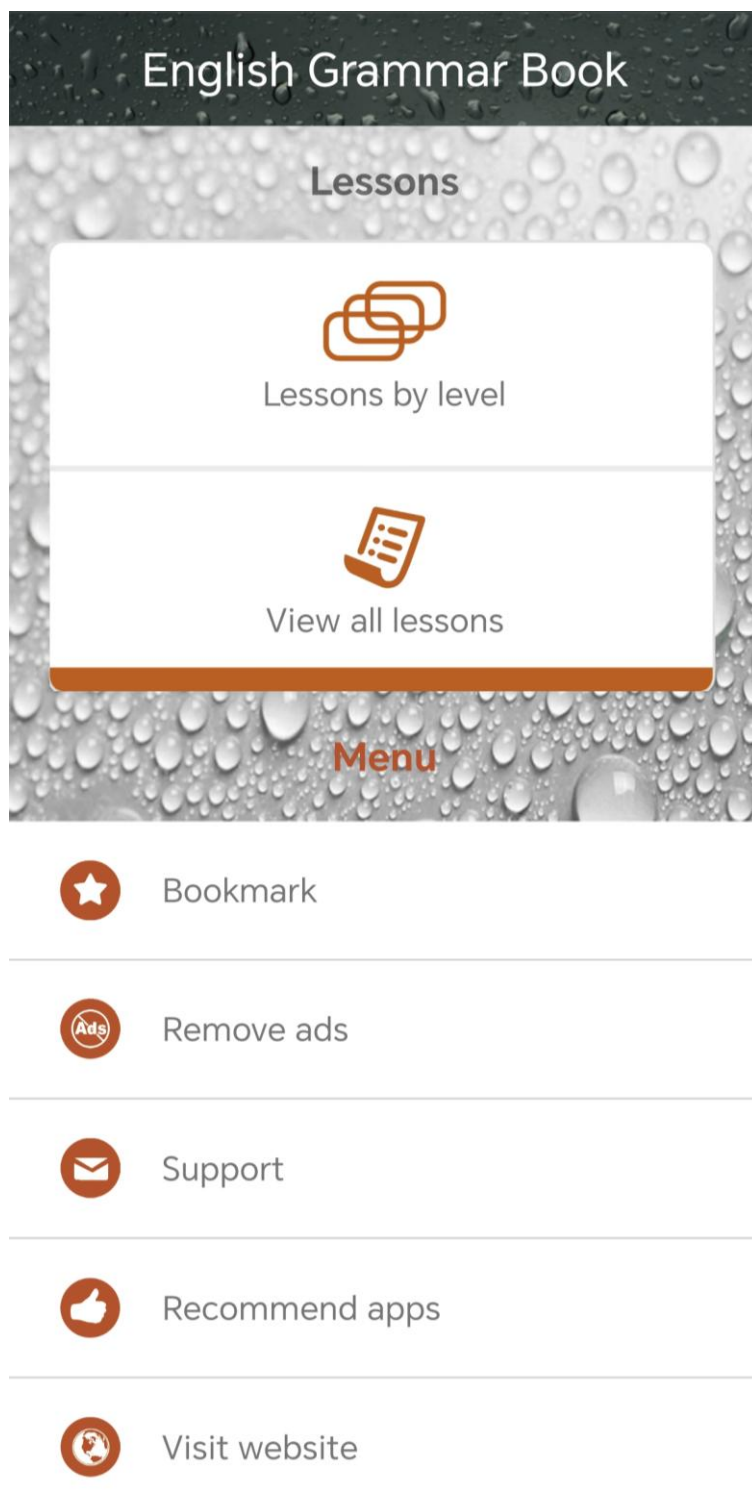 English Grammar Book
Lessons
Lessons by level
View all lessons
Menu
Bookmark
Ads
Remove ads
Support
Recommend apps
Visit website